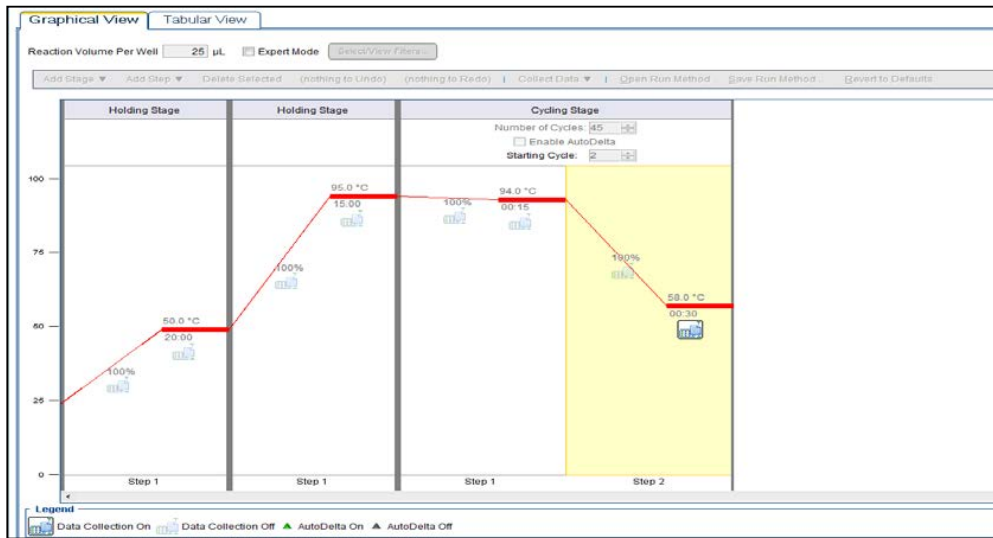 Graphical View Tabular View
Reaction Volume Per Well 25 µL Expert Mode Select/View Filters...
Add Stage ▼ Add Step ▼ Delete Selected (nothing to Undo) (nothing to Redo) | Collect Data ▼ | Open Run Method... Save Run Method... Revert to Defaults
Holding Stage Holding Stage Cycling Stage
Number of Cycles: 45
Enable AutoDelta
Starting Cycle: 2
100
95.0 °C 94.0 °C
15:00 100% 00:15
75
100% 100%
58.0 °C
00:30
50 50.0 °C
20:00
100%
25
0
Step 1 Step 1 Step 1 Step 2
Legend
Data Collection On Data Collection Off ▲ AutoDelta On ▲ AutoDelta Off